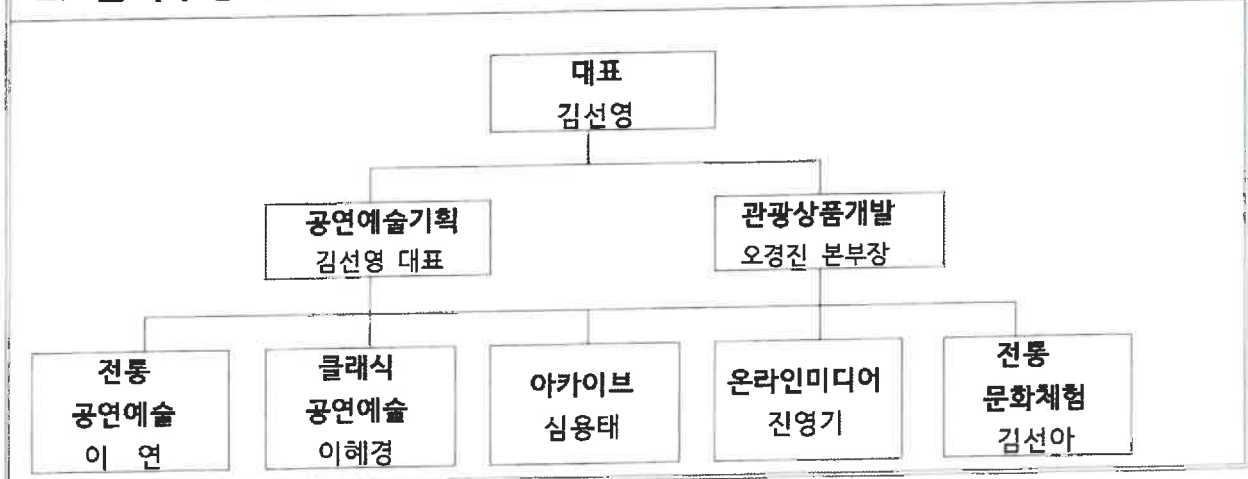 대표
김선영
공연예술기획
김선영 대표
관광상품개발
오경진 본부장
전통
공연예술
이 연
클래식
공연예술
이혜경
아카이브
심용태
온라인미디어
진영기
전통
문화체험
김선아